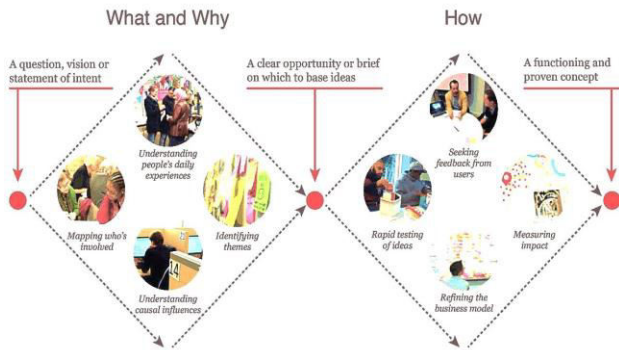 What and Why
How
A question, vision or
statement of intent
A clear opportunity or brief
on which to base ideas
A functioning and
proven concept
Understanding
people's daily
experiences
Mapping who's
involved
Identifying
themes
14
Understanding
causal influences
Seeking
feedback from
users
Rapid testing
of ideas
Measuring
impact
Refining the
business model